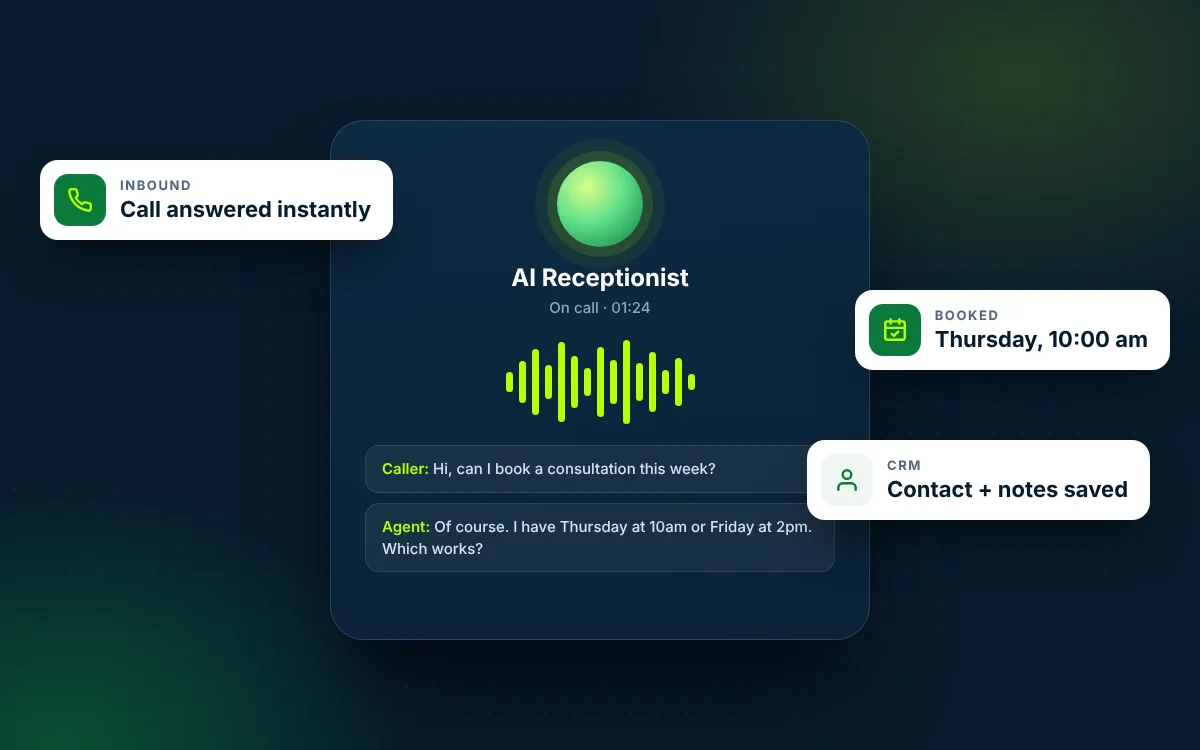 INBOUND
Call answered instantly
AI Receptionist
On call · 01:24
BOOKED
Thursday, 10:00 am
Caller: Hi, can I book a consultation this week?
CRM
Contact + notes saved
Agent: Of course. I have Thursday at 10am or Friday at 2pm.
Which works?